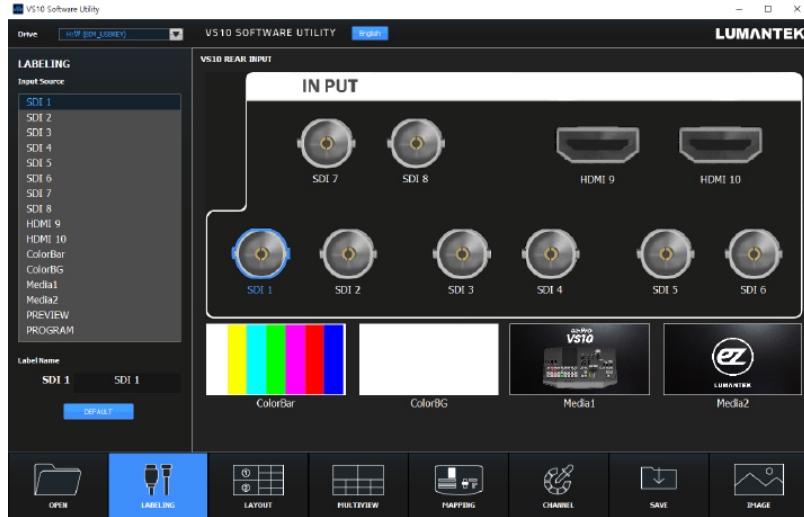 VS10 Software Utility
Drive
VS10 SOFTWARE UTILITY
English
LUMANTEK
LABELING
Input Source
SDI 1
SDI 2
SDI 3
SDI 4
SDI 5
SDI 6
SDI 7
SDI 8
HDMI 9
HDMI 10
ColorBar
ColorBG
Media1
Media2
PREVIEW
PROGRAM
Label Name
SDI 1 SDI 1
DEFAULT
VS10 REAR INPUT
IN PUT
SDI 7 SDI 8 HDMI 9 HDMI 10
SDI 1 SDI 2 SDI 3 SDI 4 SDI 5 SDI 6
ez-Pro
VS10
ez
LUMANTEK
ColorBar ColorBG Media1 Media2
OPEN LABELING LAYOUT MULTIVIEW MAPPING CHANNEL SAVE IMAGE